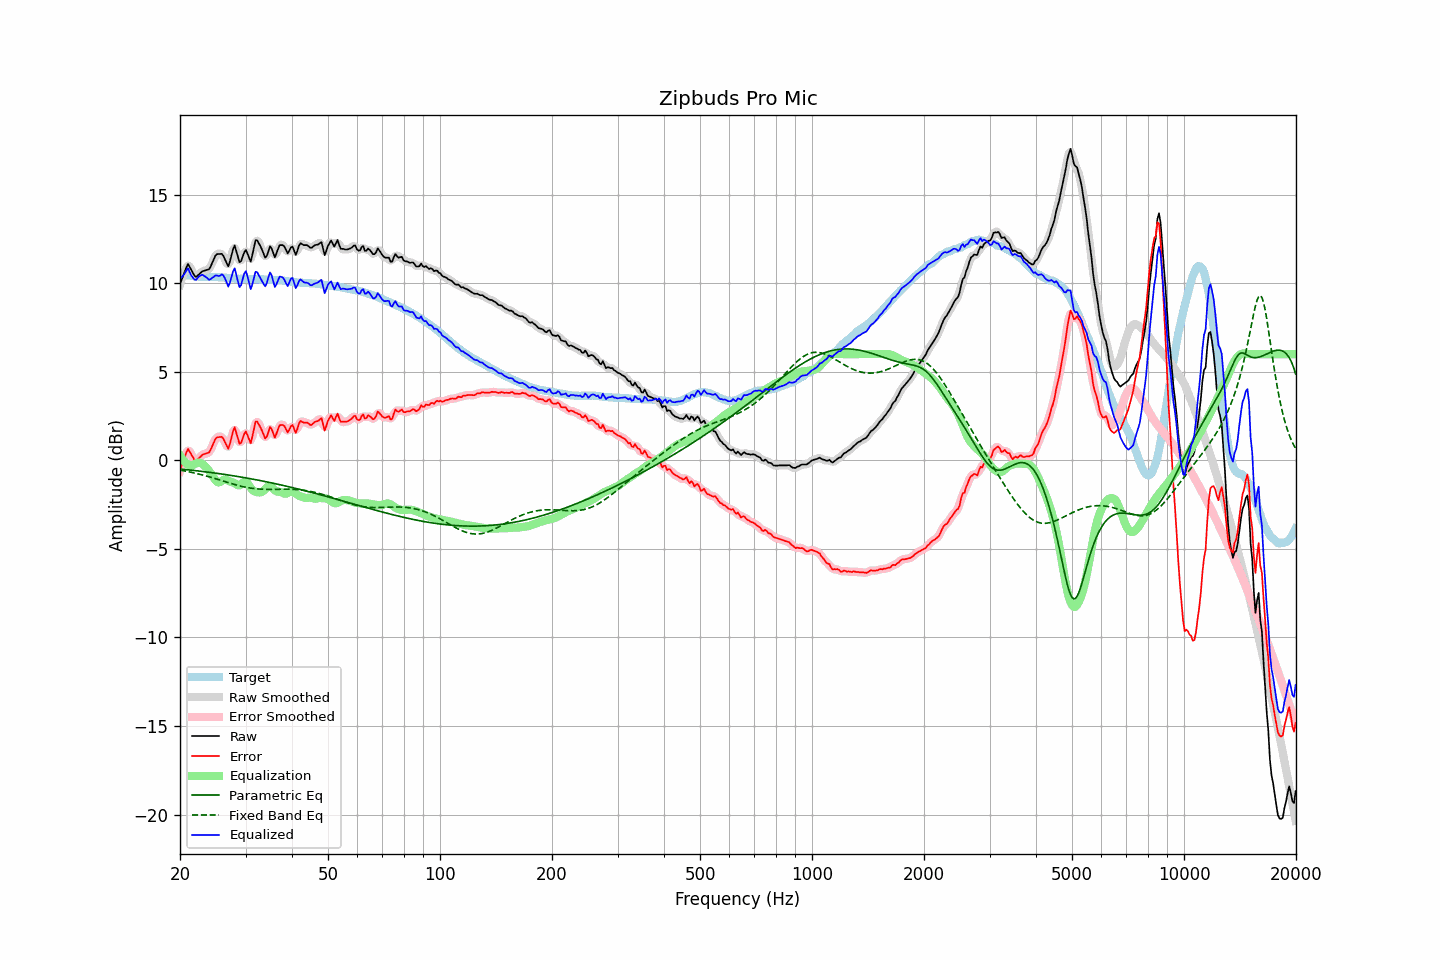 Zipbuds Pro Mic
Amplitude (dBr)
15
10
5
0
−5
−10
−15
−20
Target
Raw Smoothed
Error Smoothed
Raw
Error
Equalization
Parametric Eq
Fixed Band Eq
Equalized
20 50 100 200 500 1000 2000 5000 10000 20000
Frequency (Hz)